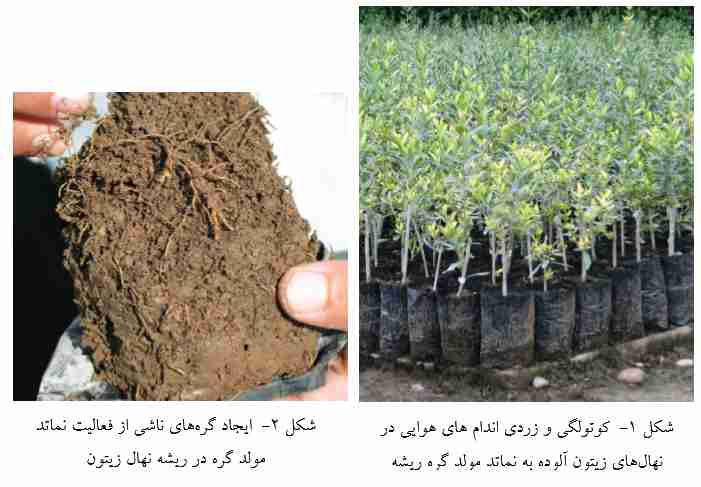 شکل ۱- کوتولگی و زردی اندام های هوایی در
نهال‌های زیتون آلوده به نماتد مولد گره ریشه
شکل ۲- ایجاد گره‌های ناشی از فعالیت نماتد
مولد گره در ریشه نهال زیتون